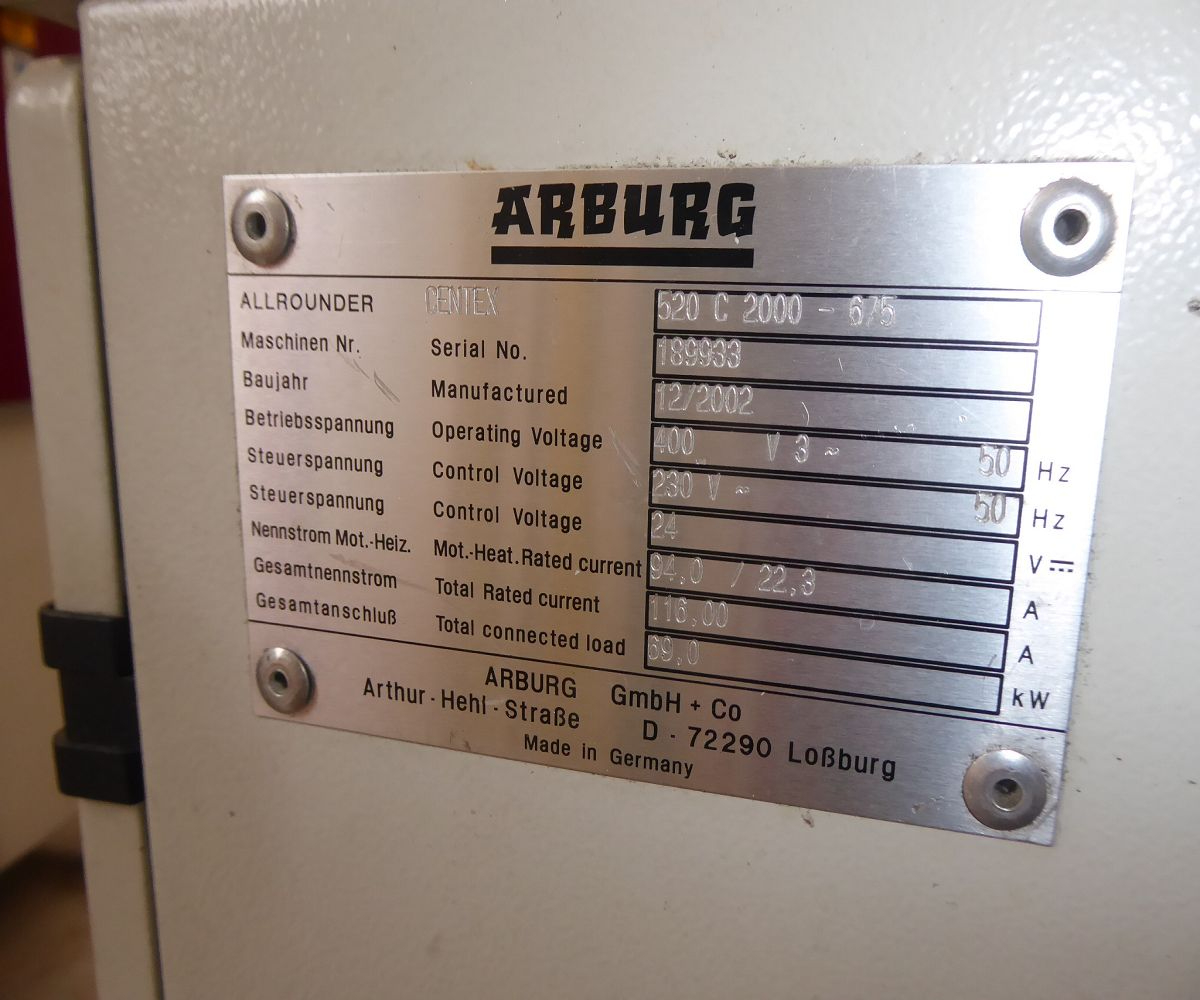 ARBURG
ALLROUNDER CENTEX 520 C 2000 - 675
Maschinen Nr. Serial No. 189933
Baujahr Manufactured 12/2002
Betriebsspannung Operating Voltage 400 V 3 ~ 50 Hz
Steuerspannung Control Voltage 230 V ~ 50 Hz
Steuerspannung Control Voltage 24 V ⎓
Nennstrom Mot.-Heiz. Mot.-Heat. Rated current 94,0 / 22,3 A
Gesamtnennstrom Total Rated current 116,00 A
Gesamtanschluß Total connected load 69,0 kW
ARBURG GmbH + Co
Arthur - Hehl - Straße D - 72290 Loßburg
Made in Germany